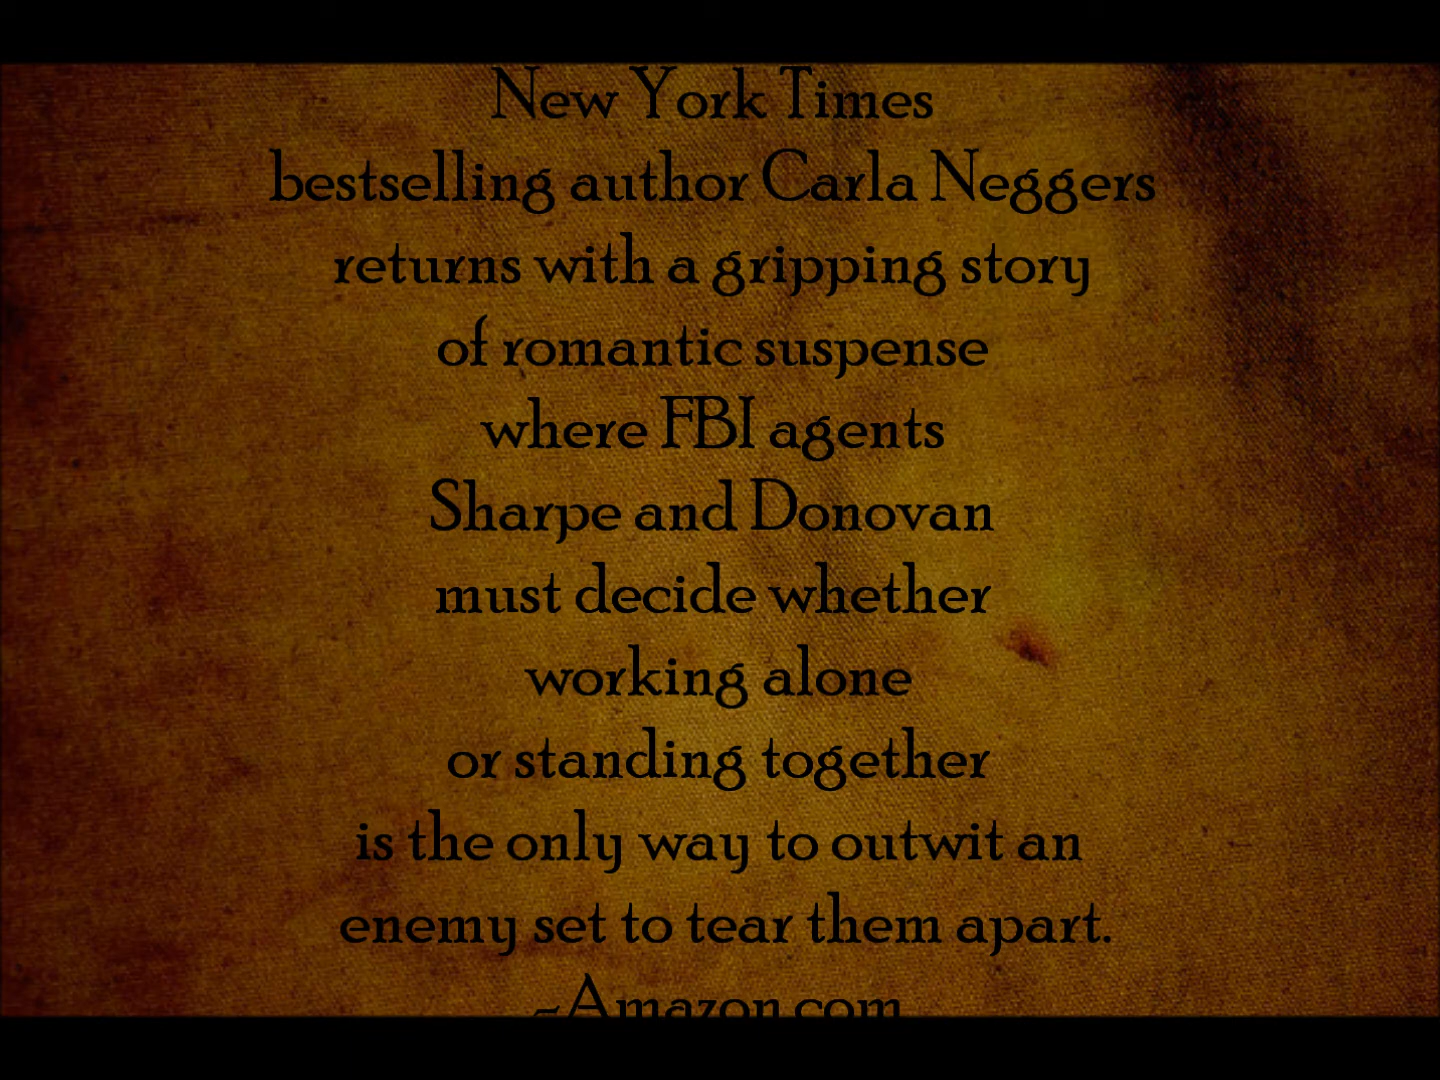 New York Times
bestselling author Carla Neggers
returns with a gripping story
of romantic suspense
where FBI agents
Sharpe and Donovan
must decide whether
working alone
or standing together
is the only way to outwit an
enemy set to tear them apart.
-Amazon.com